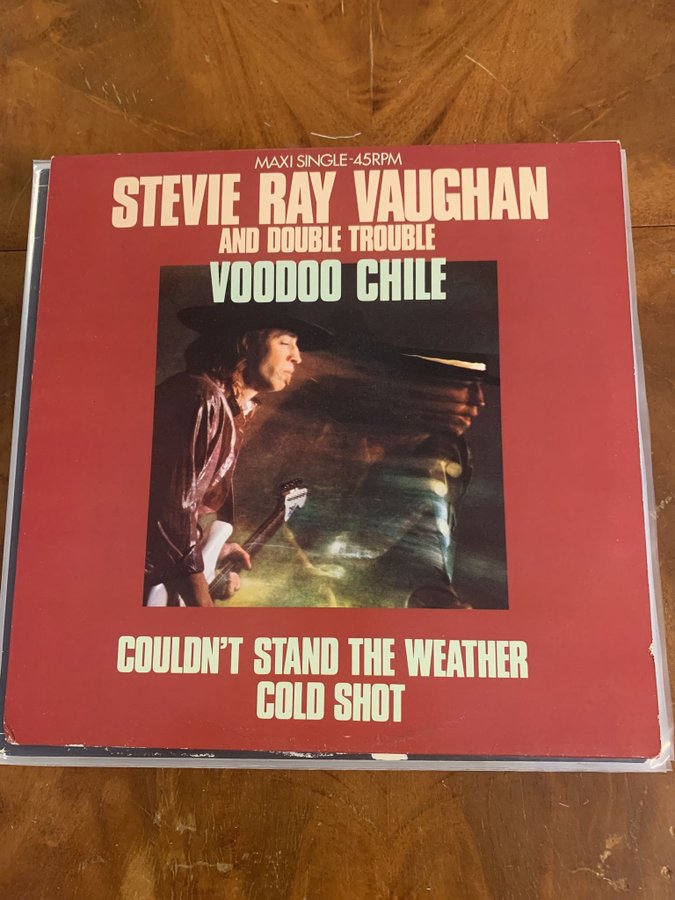 MAXI SINGLE-45RPM
STEVIE RAY VAUGHAN
AND DOUBLE TROUBLE
VOODOO CHILE
COULDN'T STAND THE WEATHER
COLD SHOT